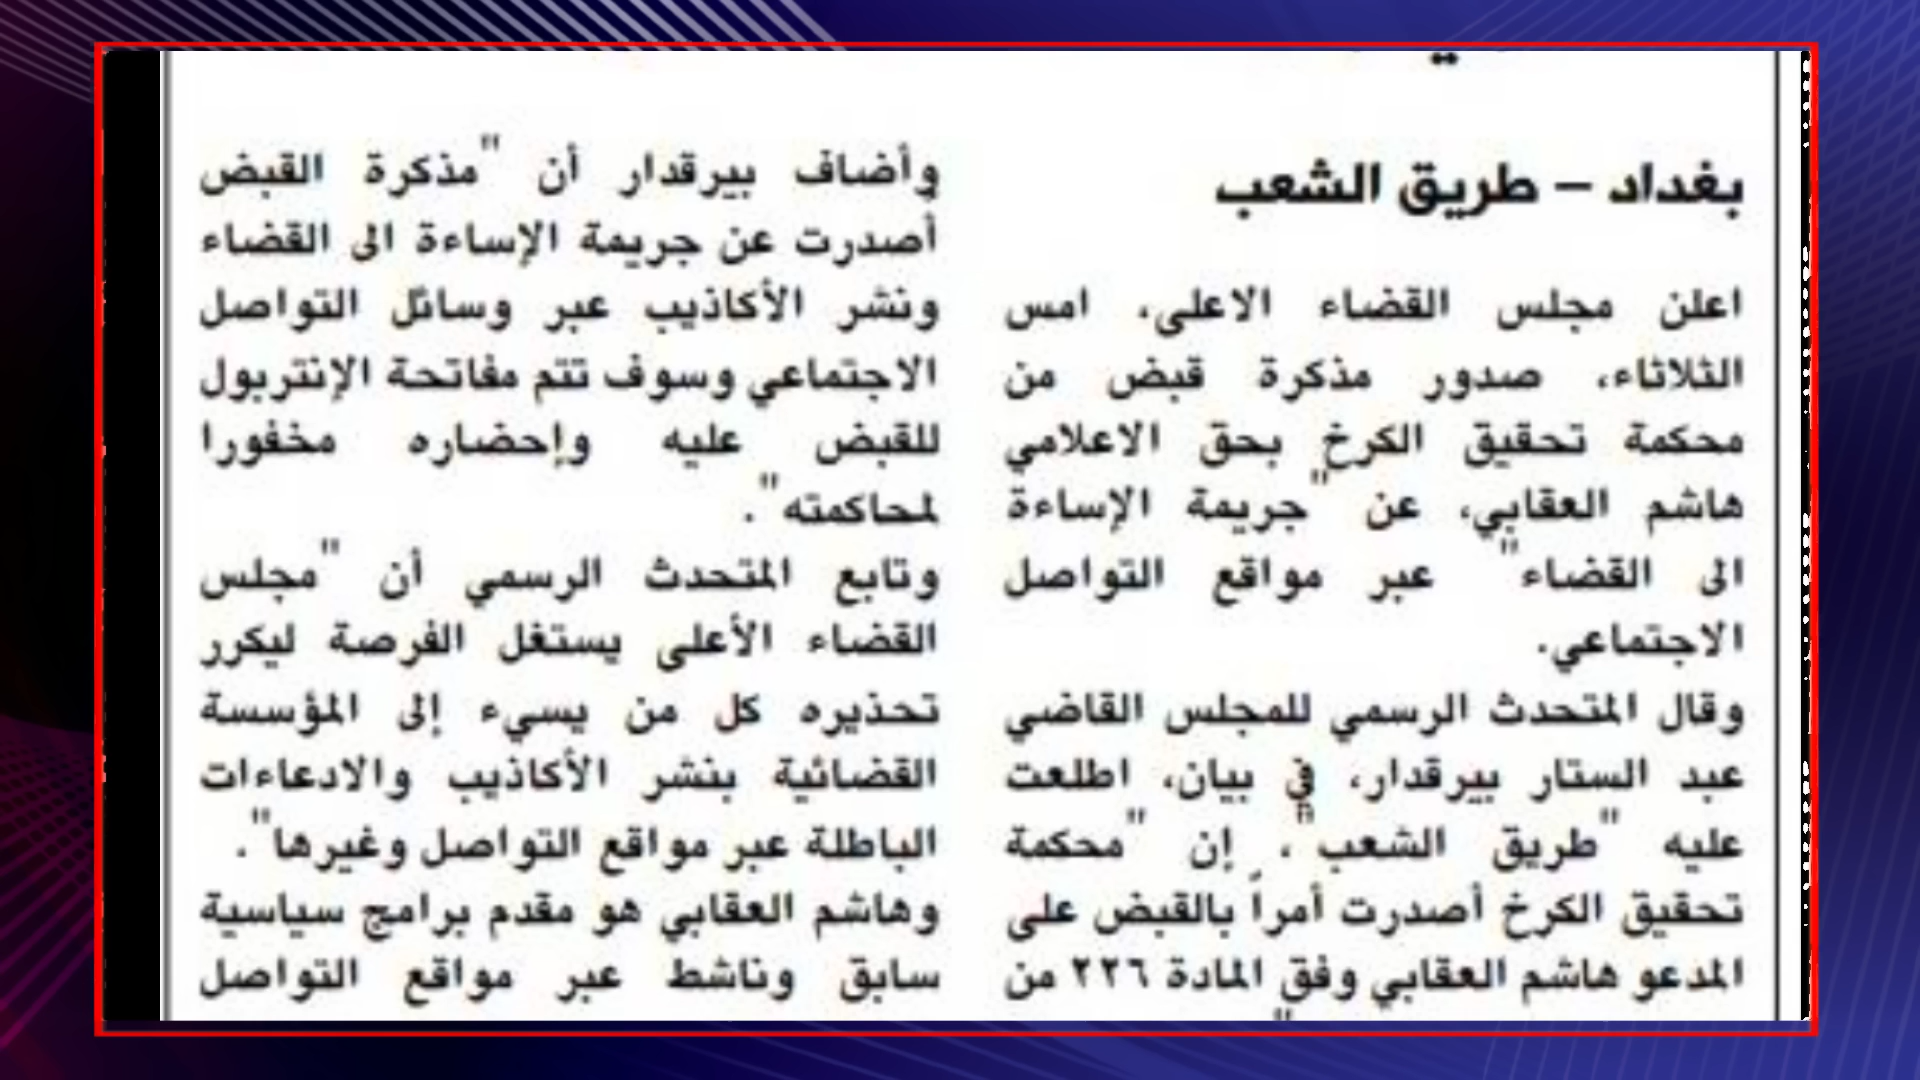 بغداد – طريق الشعب
اعلن مجلس القضاء الاعلى، امس
الثلاثاء، صدور مذكرة قبض من
محكمة تحقيق الكرخ بحق الاعلامي
هاشم العقابي، عن "جريمة الإساءة
الى القضاء" عبر مواقع التواصل
الاجتماعي.
وقال المتحدث الرسمي للمجلس القاضي
عبد الستار بيرقدار، في بيان، اطلعت
عليه "طريق الشعب"، إن "محكمة
تحقيق الكرخ أصدرت أمراً بالقبض على
المدعو هاشم العقابي وفق المادة ٢٢٦ من
وأضاف بيرقدار أن "مذكرة القبض
أصدرت عن جريمة الإساءة الى القضاء
ونشر الأكاذيب عبر وسائل التواصل
الاجتماعي وسوف تتم مفاتحة الإنتربول
للقبض عليه وإحضاره مخفورا
لمحاكمته".
وتابع المتحدث الرسمي أن "مجلس
القضاء الأعلى يستغل الفرصة ليكرر
تحذيره كل من يسيء إلى المؤسسة
القضائية بنشر الأكاذيب والادعاءات
الباطلة عبر مواقع التواصل وغيرها".
وهاشم العقابي هو مقدم برامج سياسية
سابق وناشط عبر مواقع التواصل